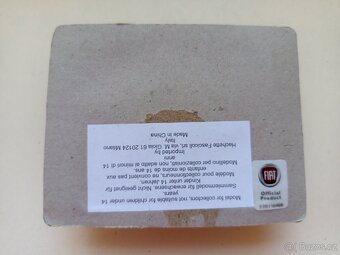 Model for collectors, not suitable for children under 14
years.
Sammlermodell für erwachsene. Nicht geeignet für
Kinder unter 14 Jahren.
Modèle pour collectionneurs, ne convient pas aux
enfants de moins de 14 ans.
Modellino per collezionisti, non adatto ai minori di 14
anni
Imported by
Hachette Fascicoli, srl, via M. Gioia 61 20124 Milano
Italy
Made in China
FIAT
Official
Product